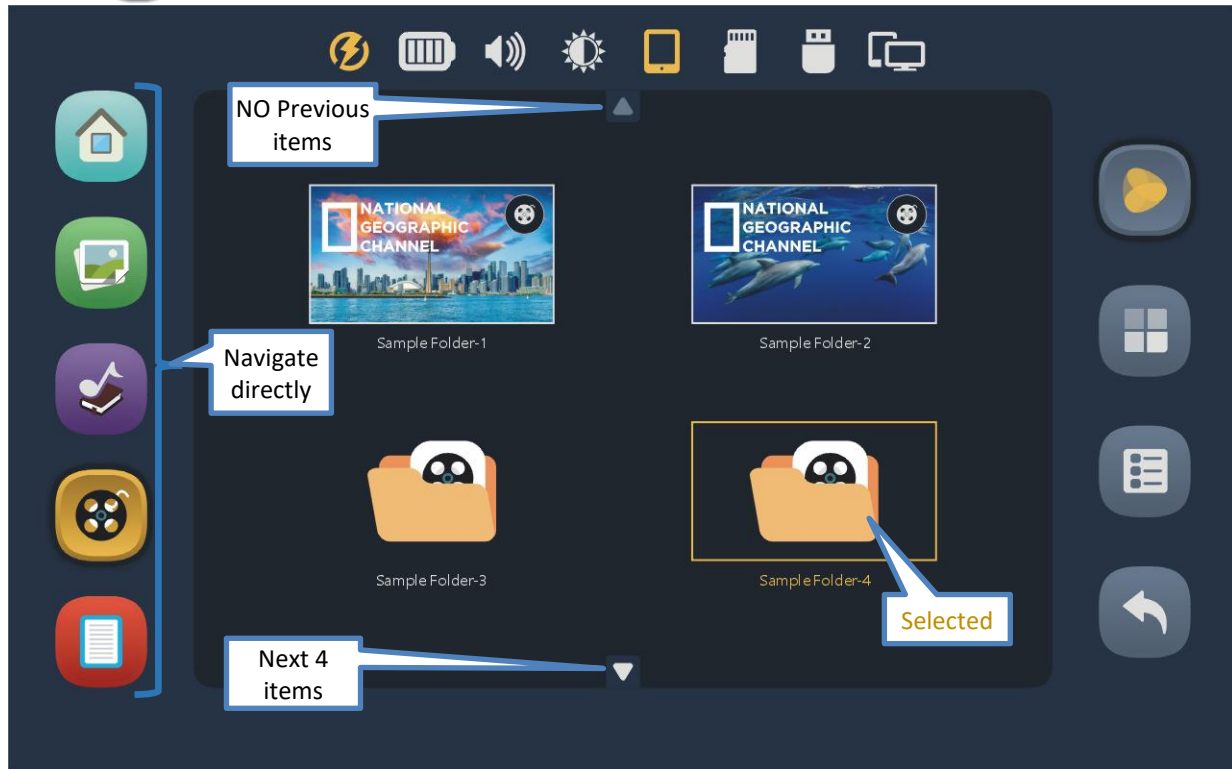 NO Previous
items
NATIONAL
GEOGRAPHIC
CHANNEL
NATIONAL
GEOGRAPHIC
CHANNEL
Sample Folder-1
Sample Folder-2
Navigate
directly
Sample Folder-3
Sample Folder-4
Selected
Next 4
items